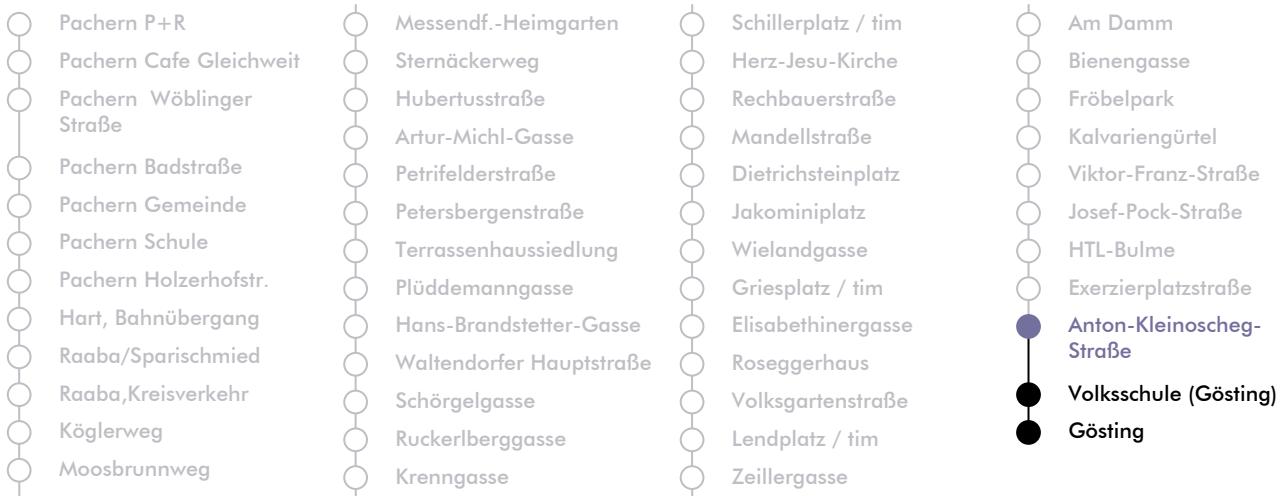 Pachern P+R
Pachern Cafe Gleichweit
Pachern Wöblinger
Straße
Pachern Badstraße
Pachern Gemeinde
Pachern Schule
Pachern Holzerhofstr.
Hart, Bahnübergang
Raaba/Sparischmied
Raaba,Kreisverkehr
Köglerweg
Moosbrunnweg
Messendf.-Heimgarten
Sternäckerweg
Hubertusstraße
Artur-Michl-Gasse
Petrifelderstraße
Petersbergenstraße
Terrassenhaussiedlung
Plüddemanngasse
Hans-Brandstetter-Gasse
Waltendorfer Hauptstraße
Schörgelgasse
Ruckerlberggasse
Krenngasse
Schillerplatz / tim
Herz-Jesu-Kirche
Rechbauerstraße
Mandellstraße
Dietrichsteinplatz
Jakominiplatz
Wielandgasse
Griesplatz / tim
Elisabethinergasse
Roseggerhaus
Volksgartenstraße
Lendplatz / tim
Zeillergasse
Am Damm
Bienengasse
Fröbelpark
Kalvariengürtel
Viktor-Franz-Straße
Josef-Pock-Straße
HTL-Bulme
Exerzierplatzstraße
Anton-Kleinoscheg-
Straße
Volksschule (Gösting)
Gösting